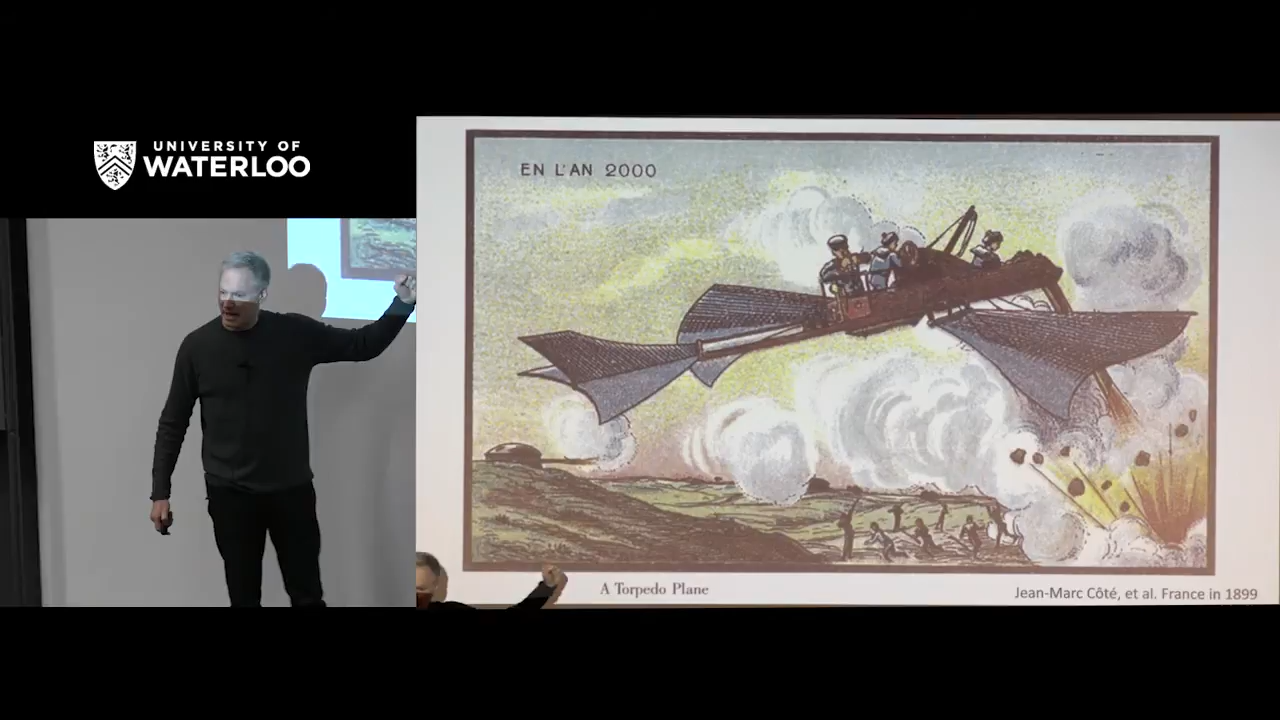 UNIVERSITY OF
WATERLOO
EN L'AN 2000
A Torpedo Plane
Jean-Marc Côté, et al. France in 1899